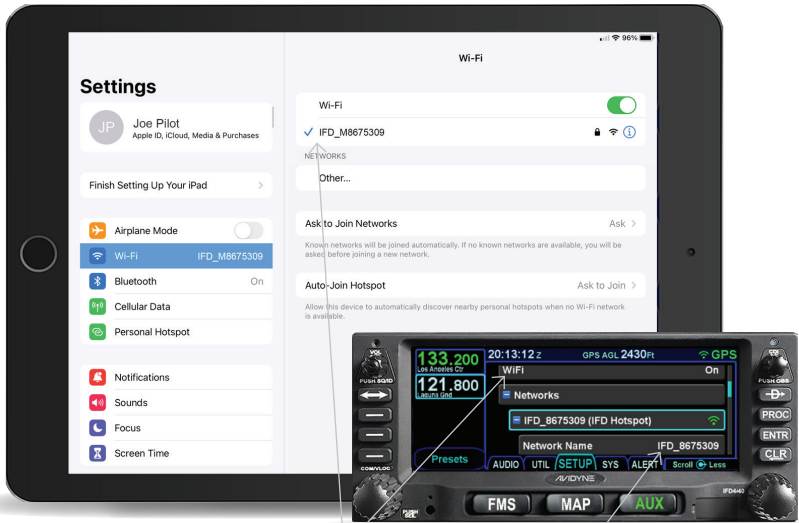 96%
Wi-Fi
Settings
Wi-Fi
JP
Joe Pilot
Apple ID, iCloud, Media & Purchases
IFD_M8675309
NETWORKS
Other...
Finish Setting Up Your iPad
Ask to Join Networks Ask
Known networks will be joined automatically. If no known networks are available, you will be
asked before joining a new network.
Airplane Mode
Wi-Fi IFD_M8675309
Bluetooth On
Auto-Join Hotspot Ask to Join
Allow this device to automatically discover nearby personal hotspots when no Wi-Fi network
is available.
Cellular Data
Personal Hotspot
Notifications
Sounds
Focus
Screen Time
VOL
PUSH SQ/ID
COM/VLOC
PUSH
133.200
Los Angeles Ctr
121.800
Laguna Gnd
Presets
20:13:12 Z GPS AGL 2430Ft GPS
WiFi On
Networks
IFD_8675309 (IFD Hotspot)
Network Name IFD_8675309
AUDIO UTIL SETUP SYS ALERT Scroll Less
AVIDYNE
FMS MAP AUX
CRS
PUSH OBS
D
PROC
ENTR
CLR
IFD440